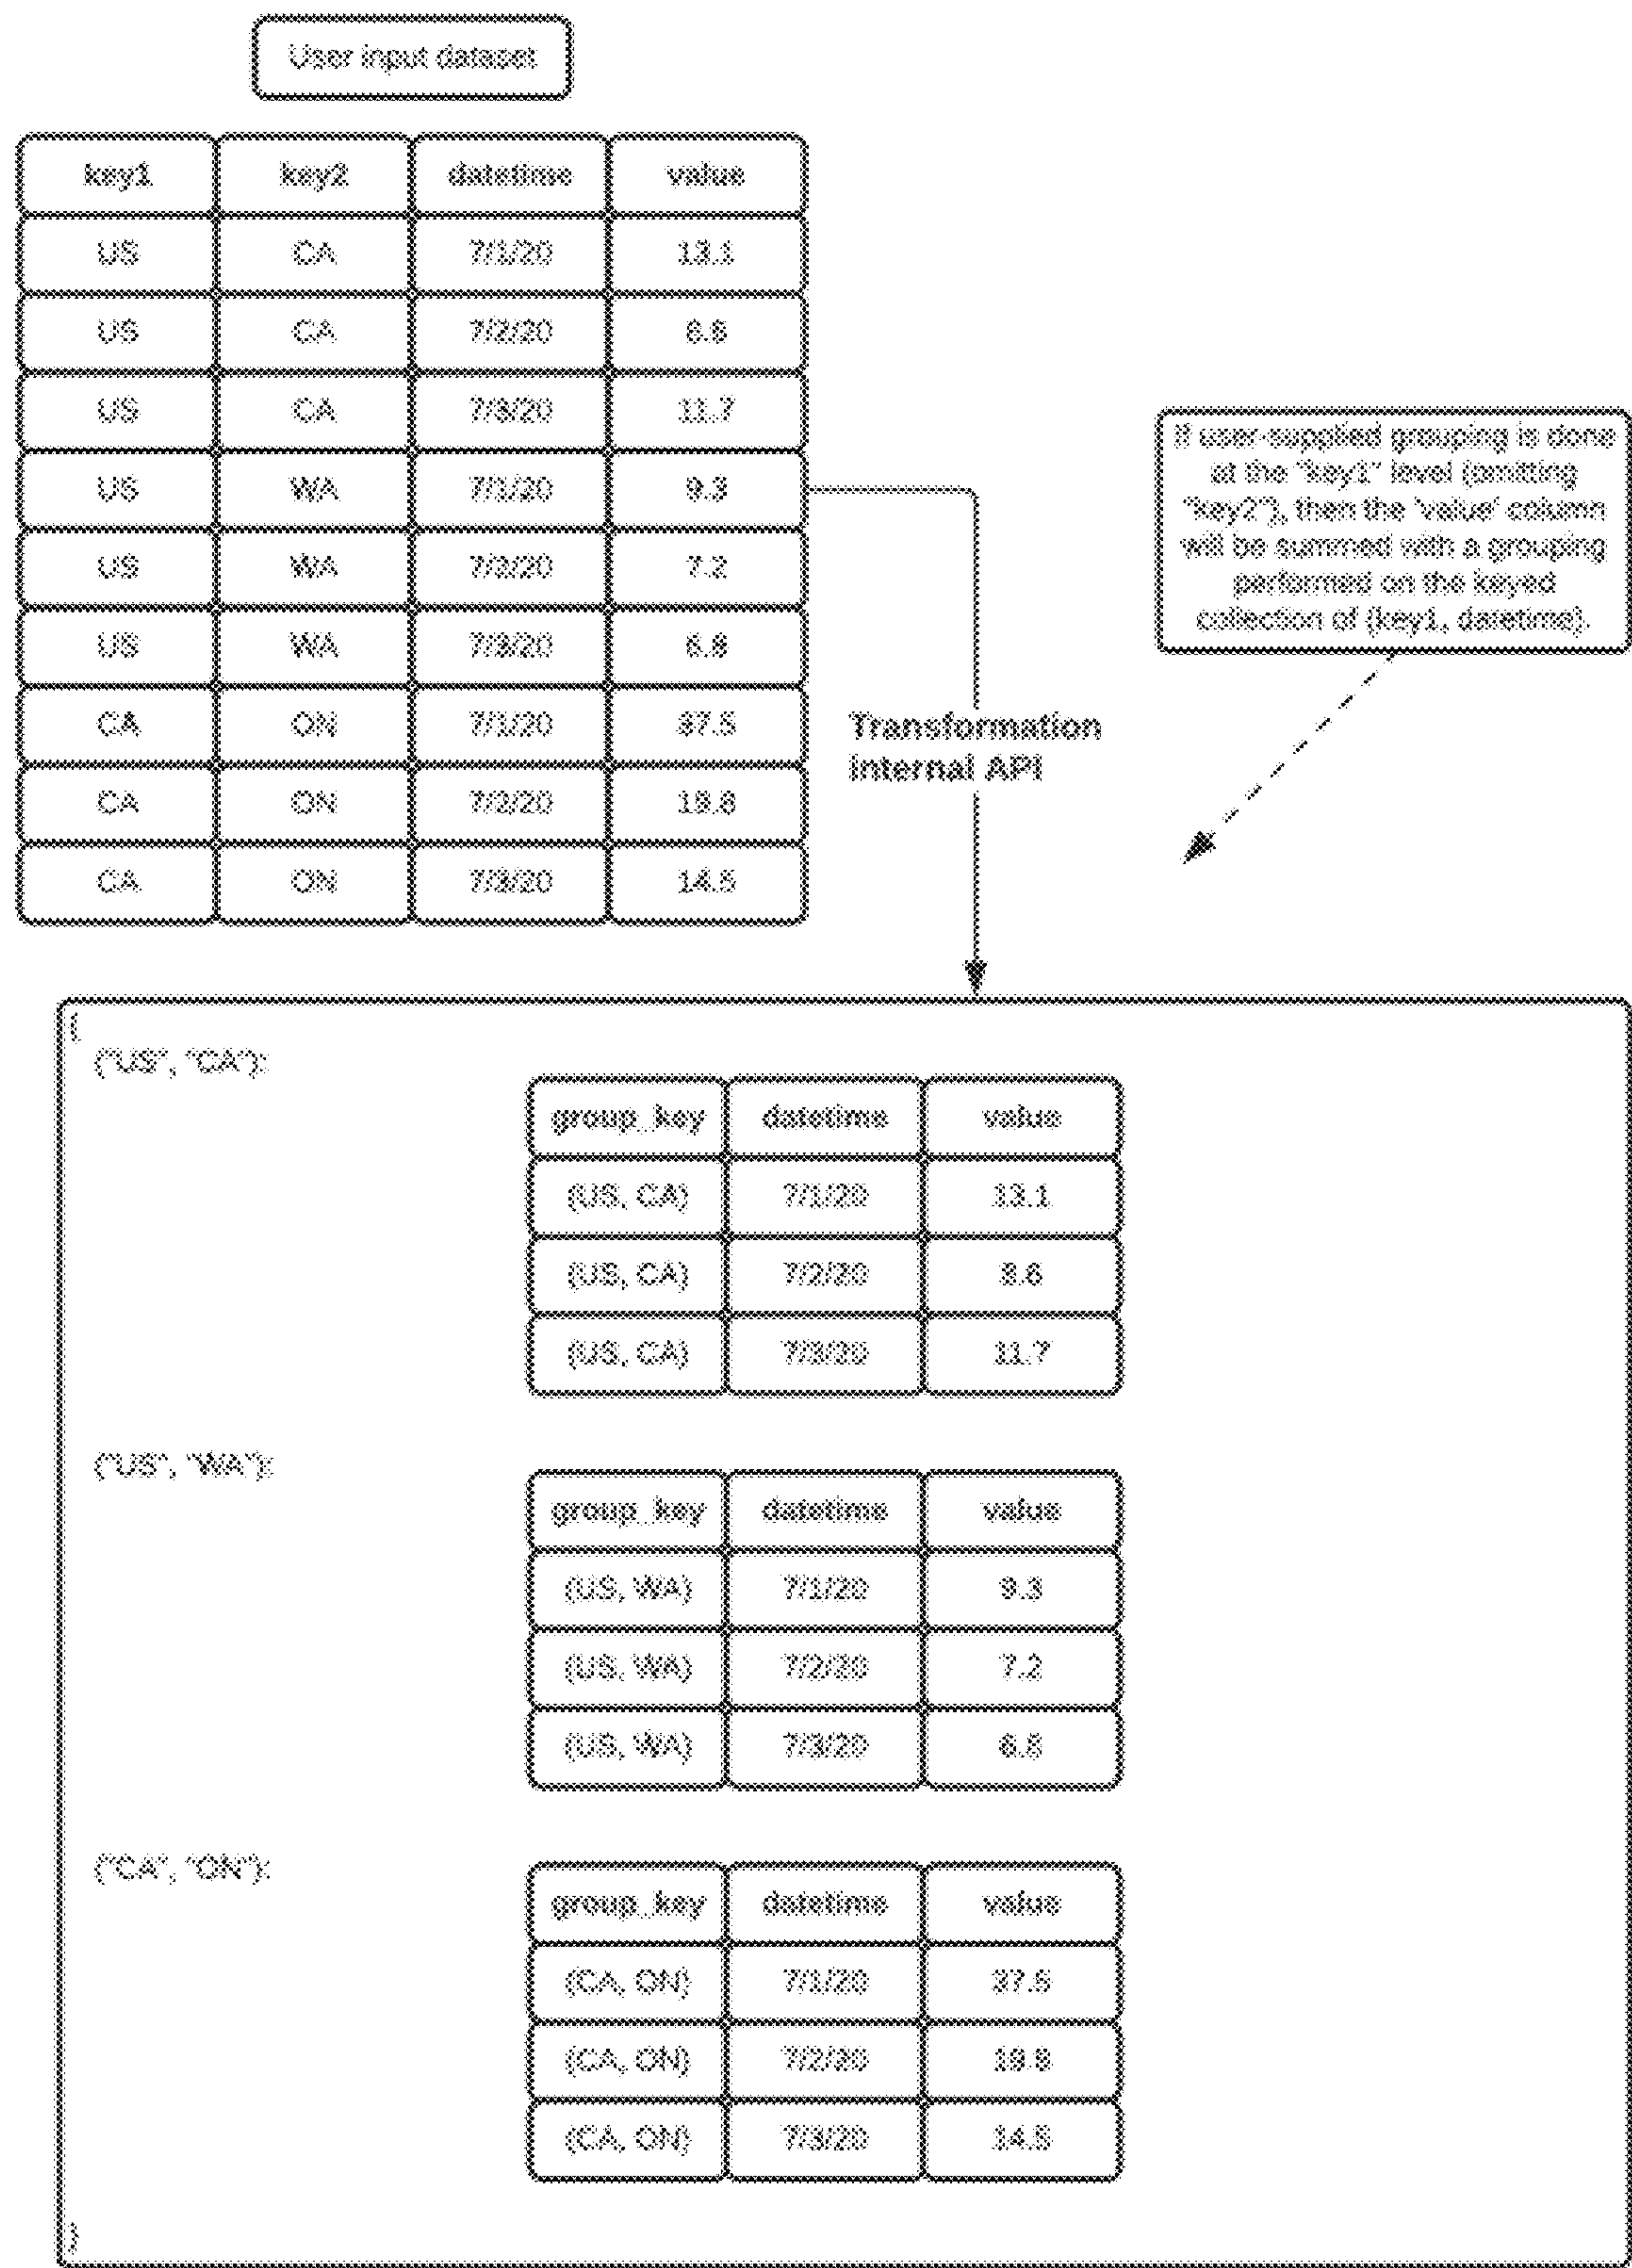 User input dataset
key1 key2 datetime value
US CA 7/1/20 13.1
US CA 7/2/20 8.6
US CA 7/3/20 11.7
US WA 7/1/20 9.3
US WA 7/2/20 7.2
US WA 7/3/20 6.8
CA ON 7/1/20 37.5
CA ON 7/2/20
CA ON 7/3/20 14.5
If user-supplied grouping is done
at the "key1" level (omitting
"key2"), then the 'value' column
will be summed with a grouping
performed on the keyed
collection of (key1, datetime).
Transformation
Internal API
{
("US", "CA"):
group_key datetime value
(US, CA) 7/1/20 13.1
(US, CA) 7/2/20 8.6
(US, CA) 7/3/20 11.7
("US", "WA"):
group_key datetime value
(US, WA) 7/1/20 9.3
(US, WA) 7/2/20 7.2
(US, WA) 7/3/20 6.8
("CA", "ON"):
group_key datetime value
(CA, ON) 7/1/20 37.5
(CA, ON) 7/2/20
(CA, ON) 7/3/20 14.5
}